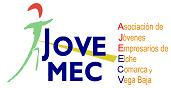 JOVE
MEC
Asociación de
Jóvenes
Empresarios de
Elche
Comarca y
Vega Baja